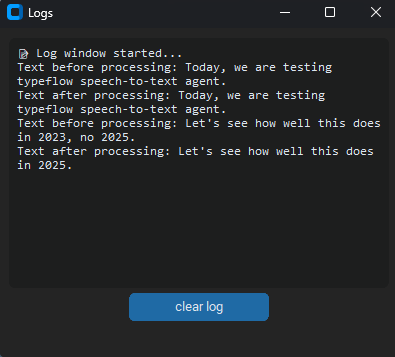 Logs
📝 Log window started...
Text before processing: Today, we are testing
typeflow speech-to-text agent.
Text after processing: Today, we are testing
typeflow speech-to-text agent.
Text before processing: Let's see how well this does
in 2023, no 2025.
Text after processing: Let's see how well this does
in 2025.
clear log